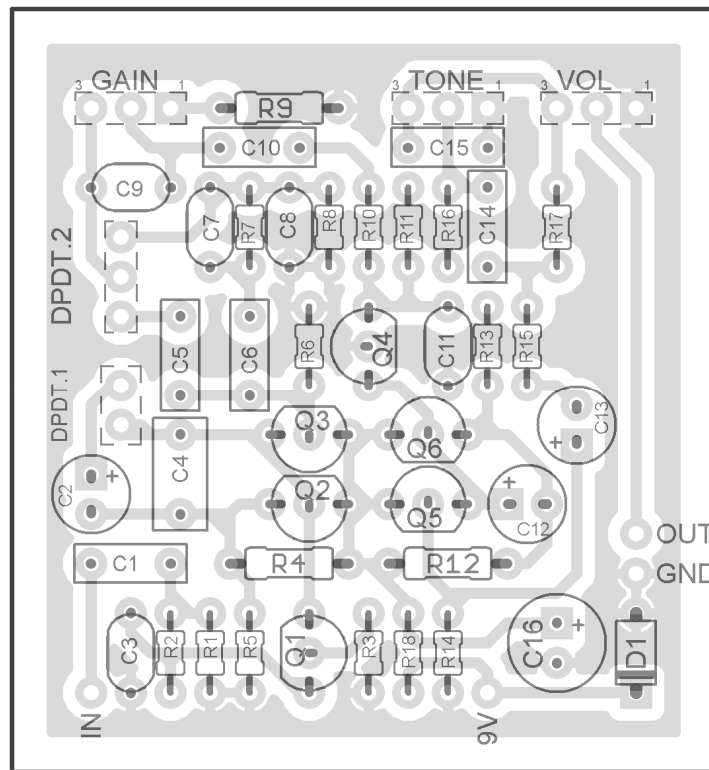 GAIN TONE VOL
3 1 3 1 3 1
R9
C10 C15
C9
C7 R7 C8 R8 R10 R11 R16 C14 R17
DPDT.2
C5 C6 R6 Q4 C11 R13 R15
DPDT.1
Q3 Q6 C13
+
C4
C2 + Q2 Q5 + C12
OUT
C1 R4 R12 GND
C3 R2 R1 R5 Q1 R3 R18 R14 C16 + D1
IN 9V